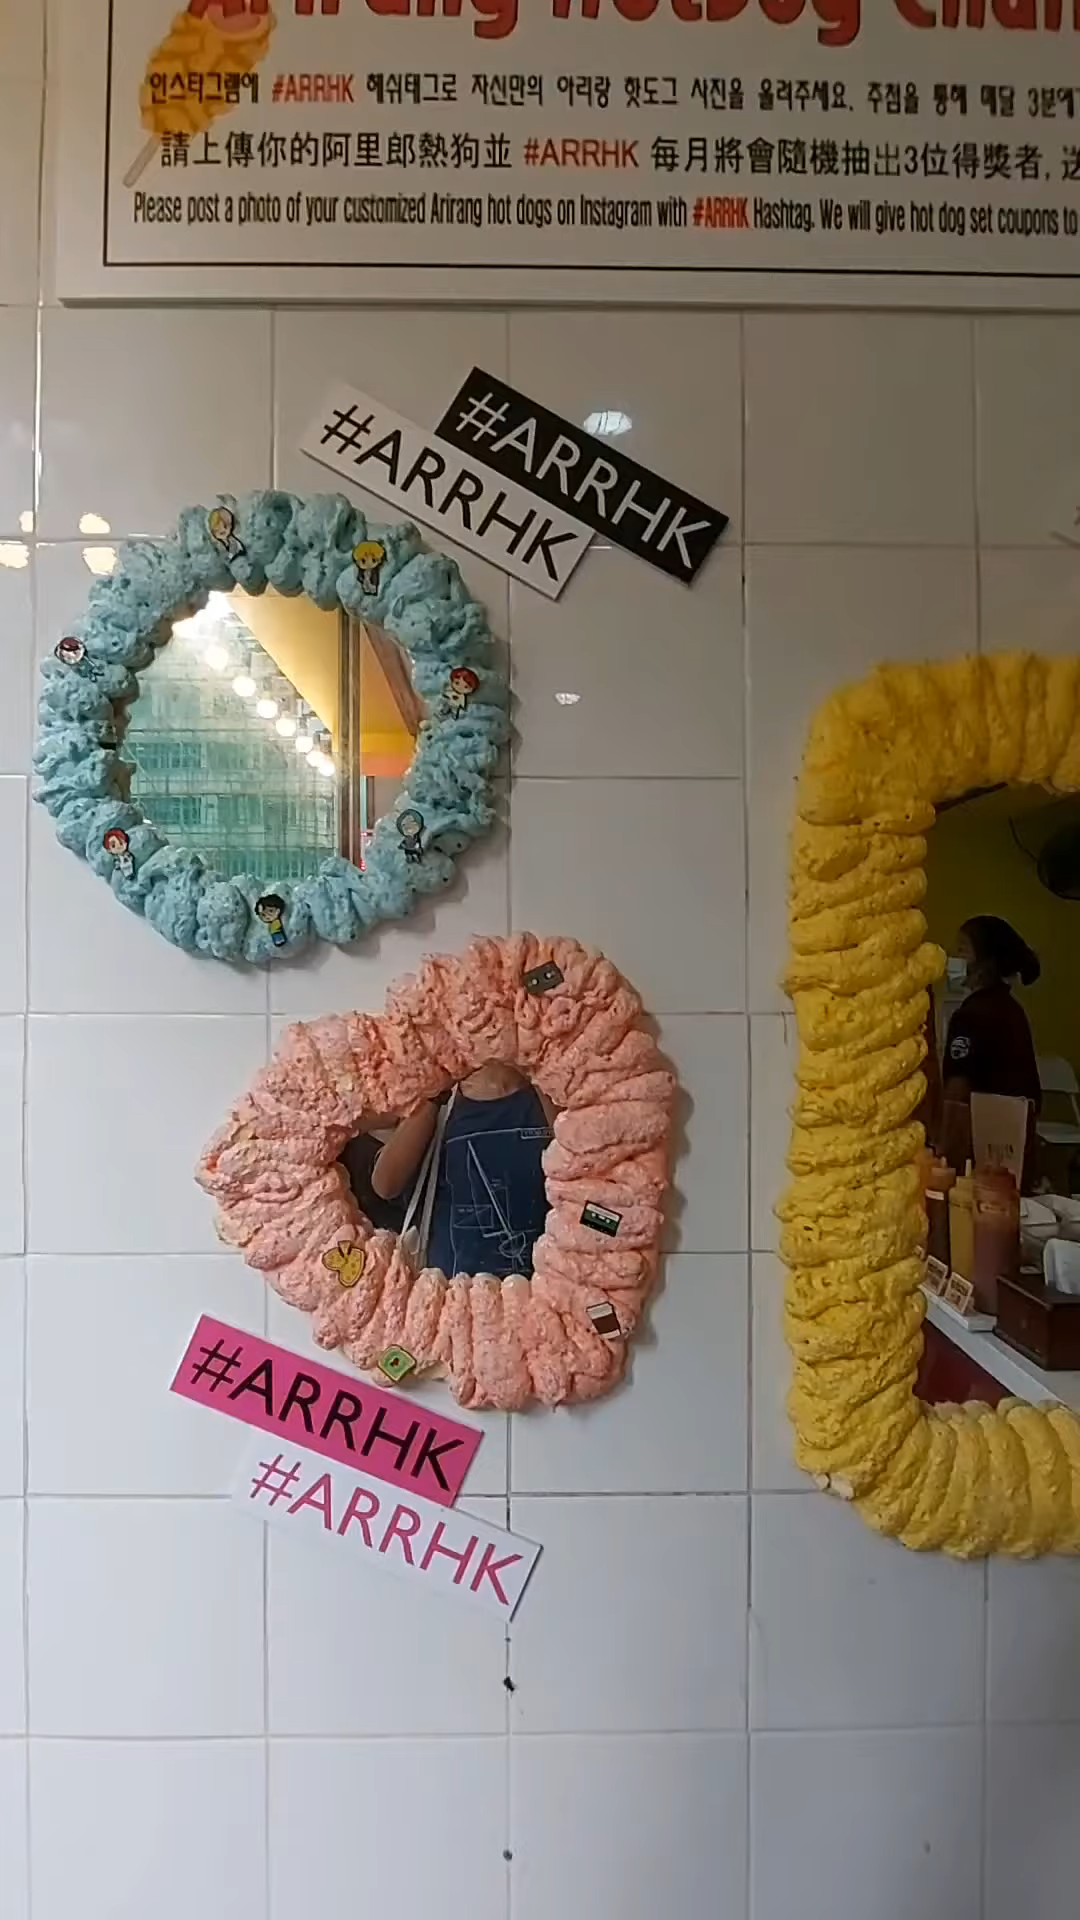 Arirang HotDog
인스타그램에 #ARRHK 해쉬태그로 자신만의 아리랑 핫도그 사진을 올려주세요. 추첨을 통해 매달 3분에
請上傳你的阿里郎熱狗並 #ARRHK 每月將會隨機抽出3位得獎者, 送
Please post a photo of your customized Arirang hot dogs on Instagram with #ARRHK Hashtag. We will give hot dog set coupons to
#ARRHK
#ARRHK
#ARRHK
#ARRHK